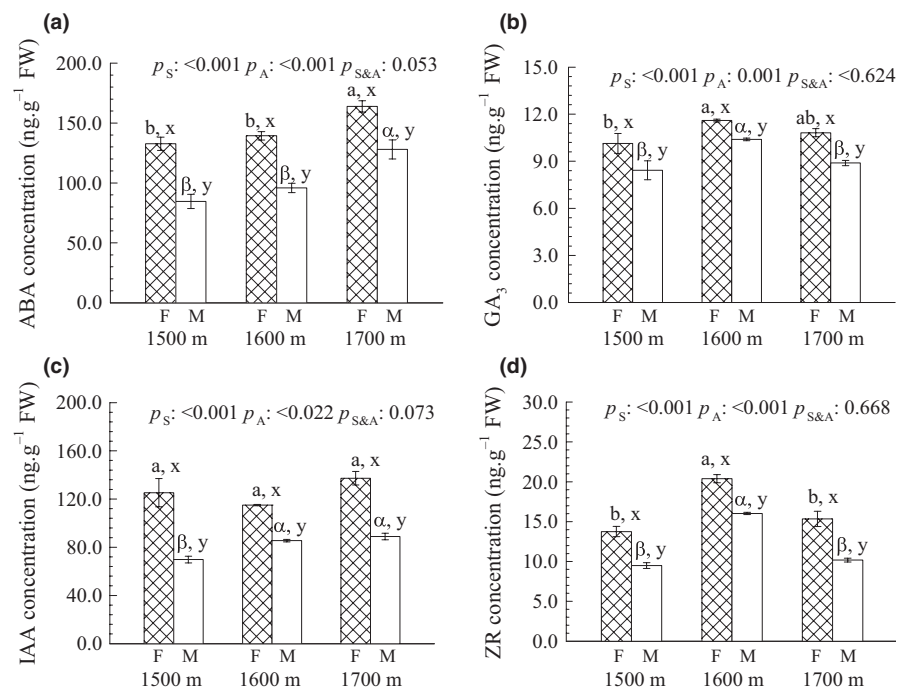 (a)
ABA concentration (ng.g⁻¹ FW)
200.0
150.0
100.0
50.0
0.0
pS: <0.001 pA: <0.001 pS&A: 0.053
b, x
β, y
b, x
β, y
a, x
α, y
F M F M F M
1500 m 1600 m 1700 m
(b)
GA₃ concentration (ng.g⁻¹ FW)
15.0
12.0
9.0
6.0
3.0
0.0
pS: <0.001 pA: 0.001 pS&A: <0.624
b, x
β, y
a, x
α, y
ab, x
β, y
F M F M F M
1500 m 1600 m 1700 m
(c)
IAA concentration (ng.g⁻¹ FW)
200.0
160.0
120.0
80.0
40.0
0.0
pS: <0.001 pA: <0.022 pS&A: 0.073
a, x
β, y
a, x
α, y
a, x
α, y
F M F M F M
1500 m 1600 m 1700 m
(d)
ZR concentration (ng.g⁻¹ FW)
30.0
25.0
20.0
15.0
10.0
5.0
0.0
pS: <0.001 pA: <0.001 pS&A: 0.668
b, x
β, y
a, x
α, y
b, x
β, y
F M F M F M
1500 m 1600 m 1700 m